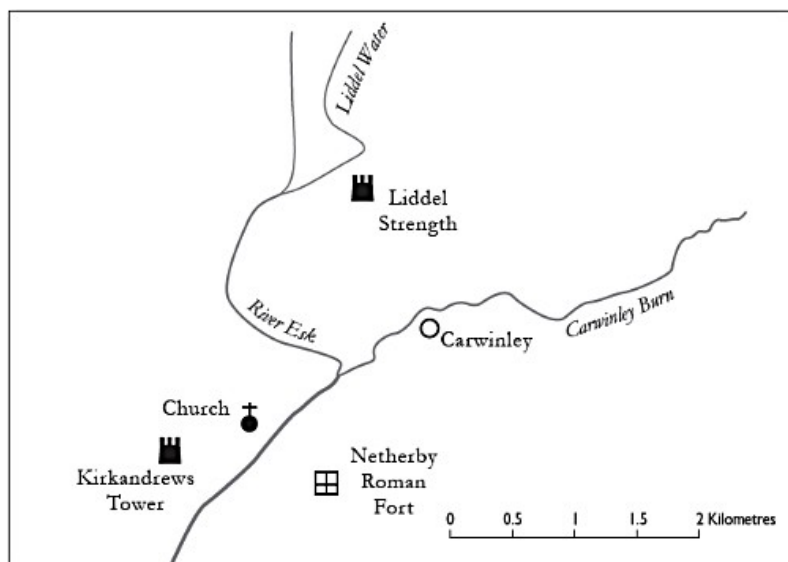 Liddel Water
Liddel
Strength
River Esk
Carwinley Burn
Carwinley
Church
Kirkandrews
Tower
Netherby
Roman
Fort
0 0.5 1 1.5 2 Kilometres